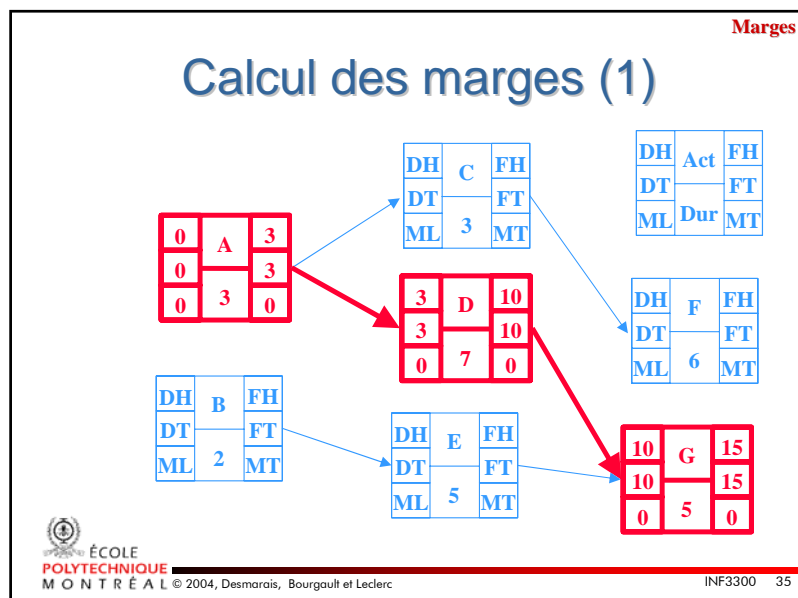 Marges
Calcul des marges (1)
DH C FH
DT FT
ML 3 MT
DH Act FH
DT FT
ML Dur MT
0 A 3
0 3
0 3 0
3 D 10
3 10
0 7 0
DH F FH
DT FT
ML 6 MT
DH B FH
DT FT
ML 2 MT
DH E FH
DT FT
ML 5 MT
10 G 15
10 15
0 5 0
ÉCOLE
POLYTECHNIQUE
MONTRÉAL © 2004, Desmarais, Bourgault et Leclerc
INF3300 35